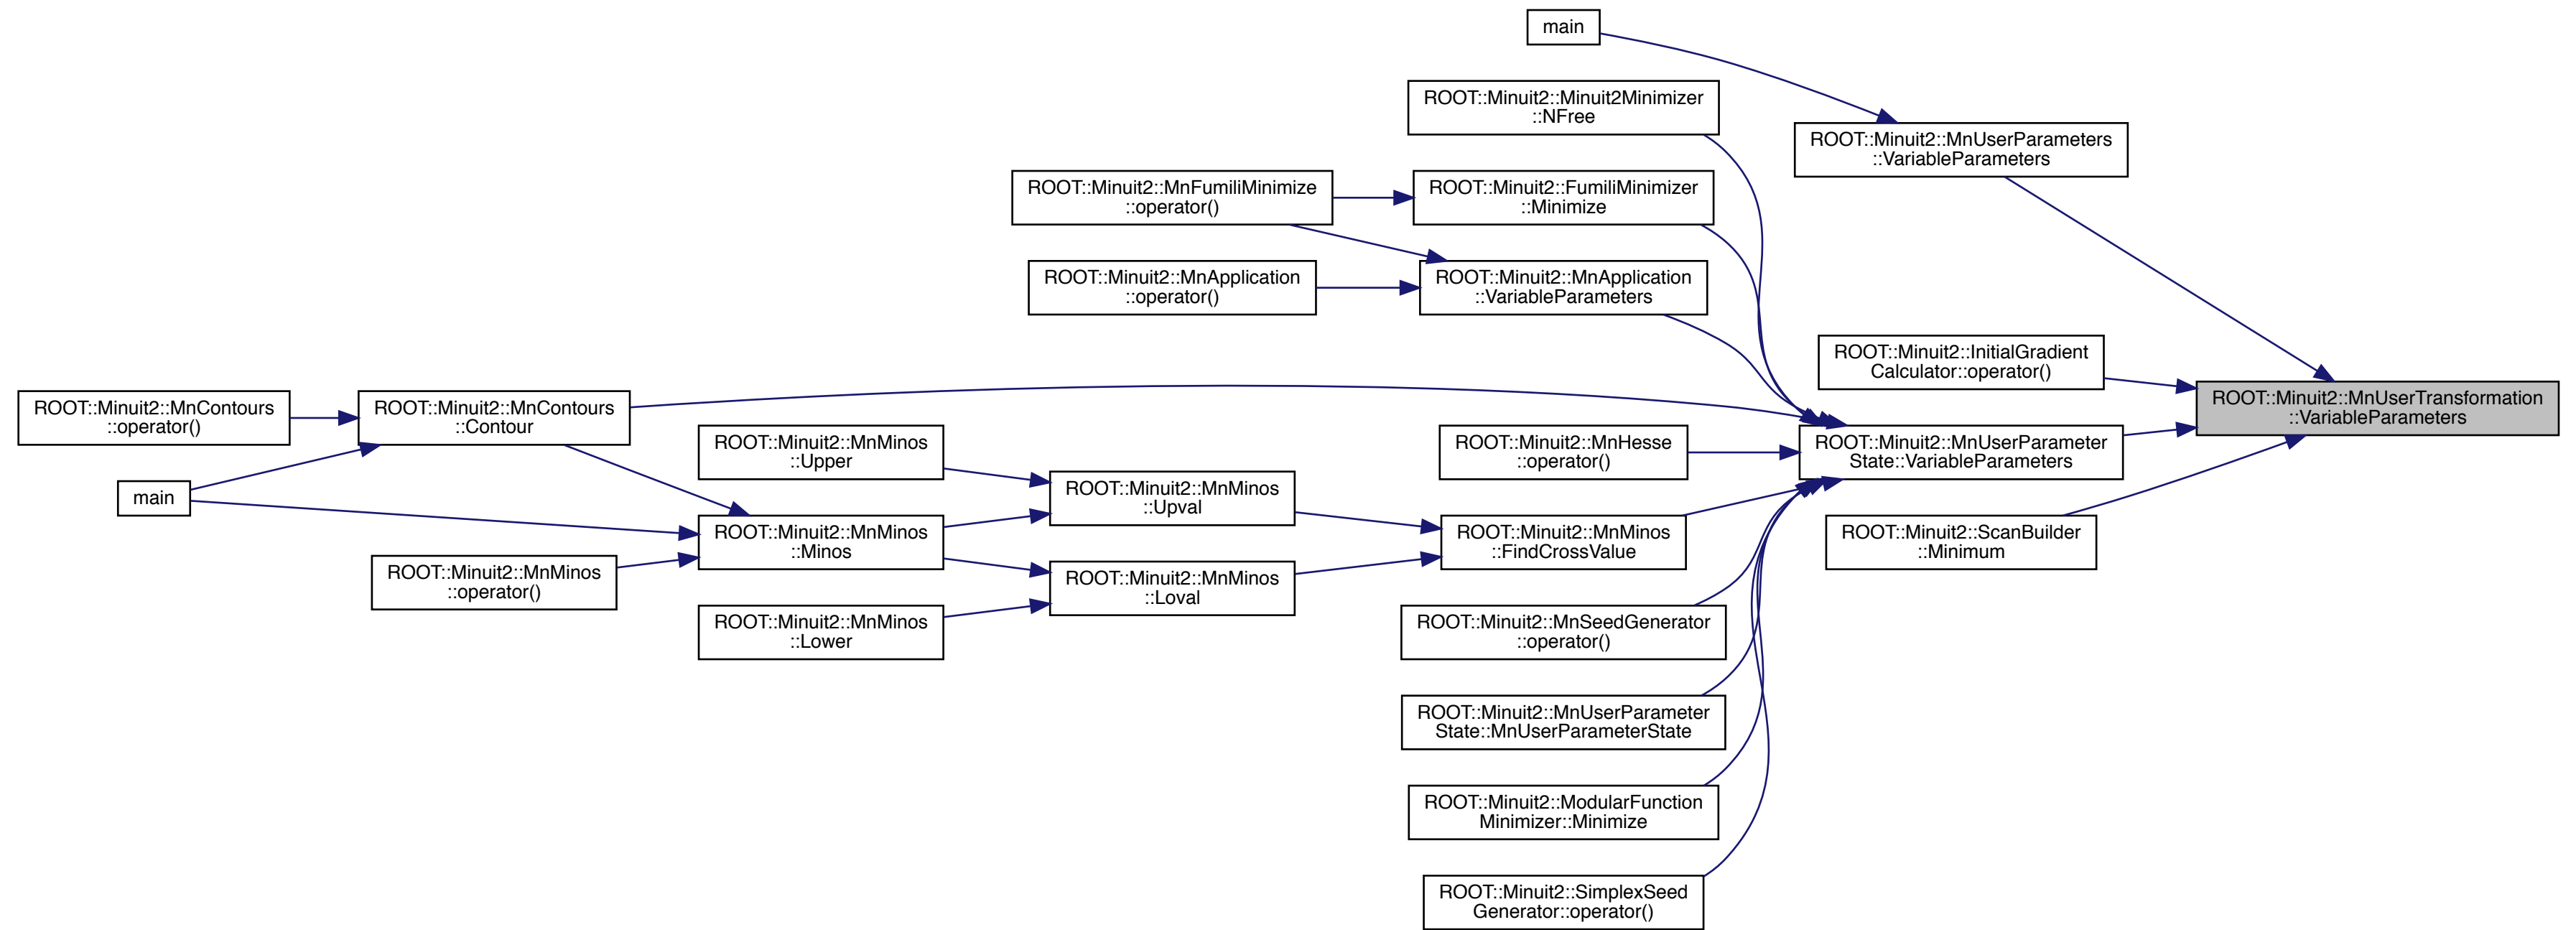 main
ROOT::Minuit2::Minuit2Minimizer
::NFree
ROOT::Minuit2::MnUserParameters
::VariableParameters
ROOT::Minuit2::MnFumiliMinimize
::operator()
ROOT::Minuit2::FumiliMinimizer
::Minimize
ROOT::Minuit2::MnApplication
::operator()
ROOT::Minuit2::MnApplication
::VariableParameters
ROOT::Minuit2::InitialGradient
Calculator::operator()
ROOT::Minuit2::MnUserTransformation
::VariableParameters
ROOT::Minuit2::MnContours
::operator()
ROOT::Minuit2::MnContours
::Contour
ROOT::Minuit2::MnMinos
::Upper
ROOT::Minuit2::MnHesse
::operator()
ROOT::Minuit2::MnUserParameter
State::VariableParameters
main
ROOT::Minuit2::MnMinos
::Upval
ROOT::Minuit2::MnMinos
::Minos
ROOT::Minuit2::MnMinos
::FindCrossValue
ROOT::Minuit2::ScanBuilder
::Minimum
ROOT::Minuit2::MnMinos
::operator()
ROOT::Minuit2::MnMinos
::Loval
ROOT::Minuit2::MnMinos
::Lower
ROOT::Minuit2::MnSeedGenerator
::operator()
ROOT::Minuit2::MnUserParameter
State::MnUserParameterState
ROOT::Minuit2::ModularFunction
Minimizer::Minimize
ROOT::Minuit2::SimplexSeed
Generator::operator()